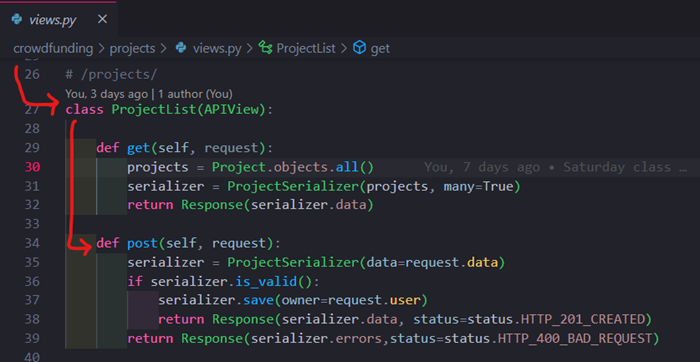 views.py ×
crowdfunding > projects > views.py > ProjectList > get
26 # /projects/
You, 3 days ago | 1 author (You)
27 class ProjectList(APIView):
28
29 def get(self, request):
30 projects = Project.objects.all() You, 7 days ago • Saturday class …
31 serializer = ProjectSerializer(projects, many=True)
32 return Response(serializer.data)
33
34 def post(self, request):
35 serializer = ProjectSerializer(data=request.data)
36 if serializer.is_valid():
37 serializer.save(owner=request.user)
38 return Response(serializer.data, status=status.HTTP_201_CREATED)
39 return Response(serializer.errors,status=status.HTTP_400_BAD_REQUEST)
40